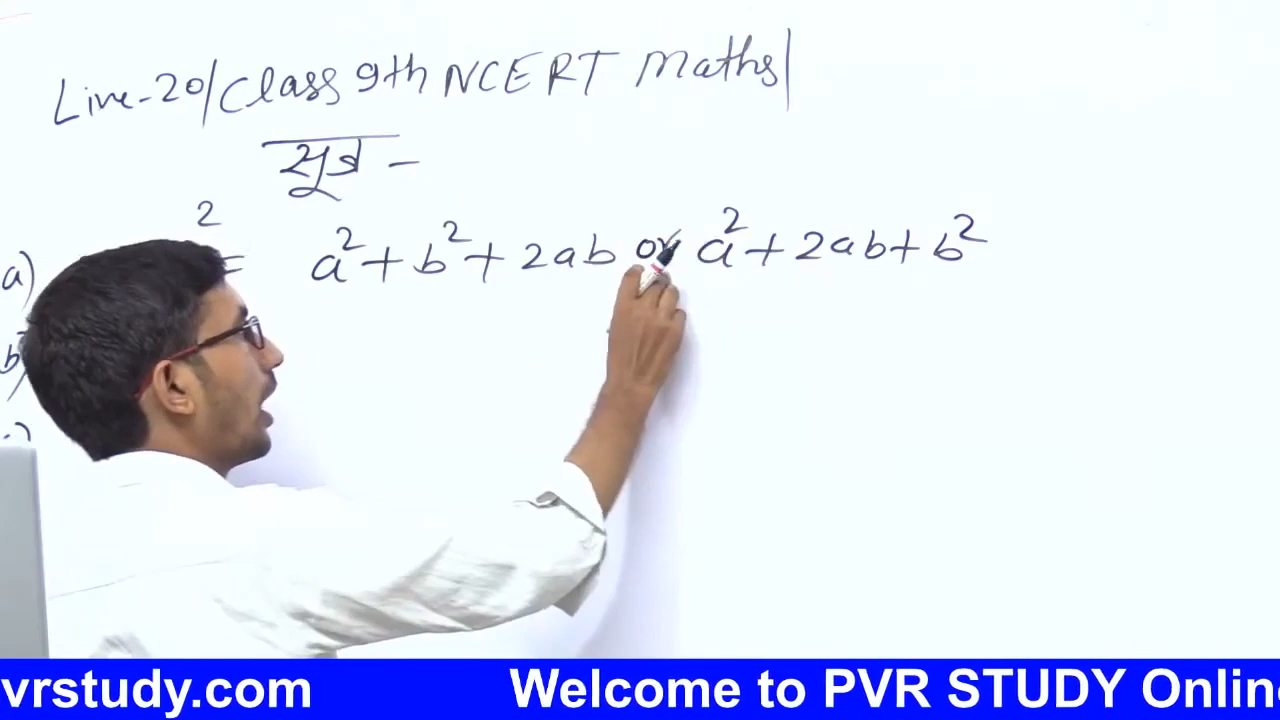 Live-20/Class 9th NCERT Maths|
सूत्र -
a) 2 = a²+b²+2ab or a²+2ab+b²
b)
vrstudy.com Welcome to PVR STUDY Onlin